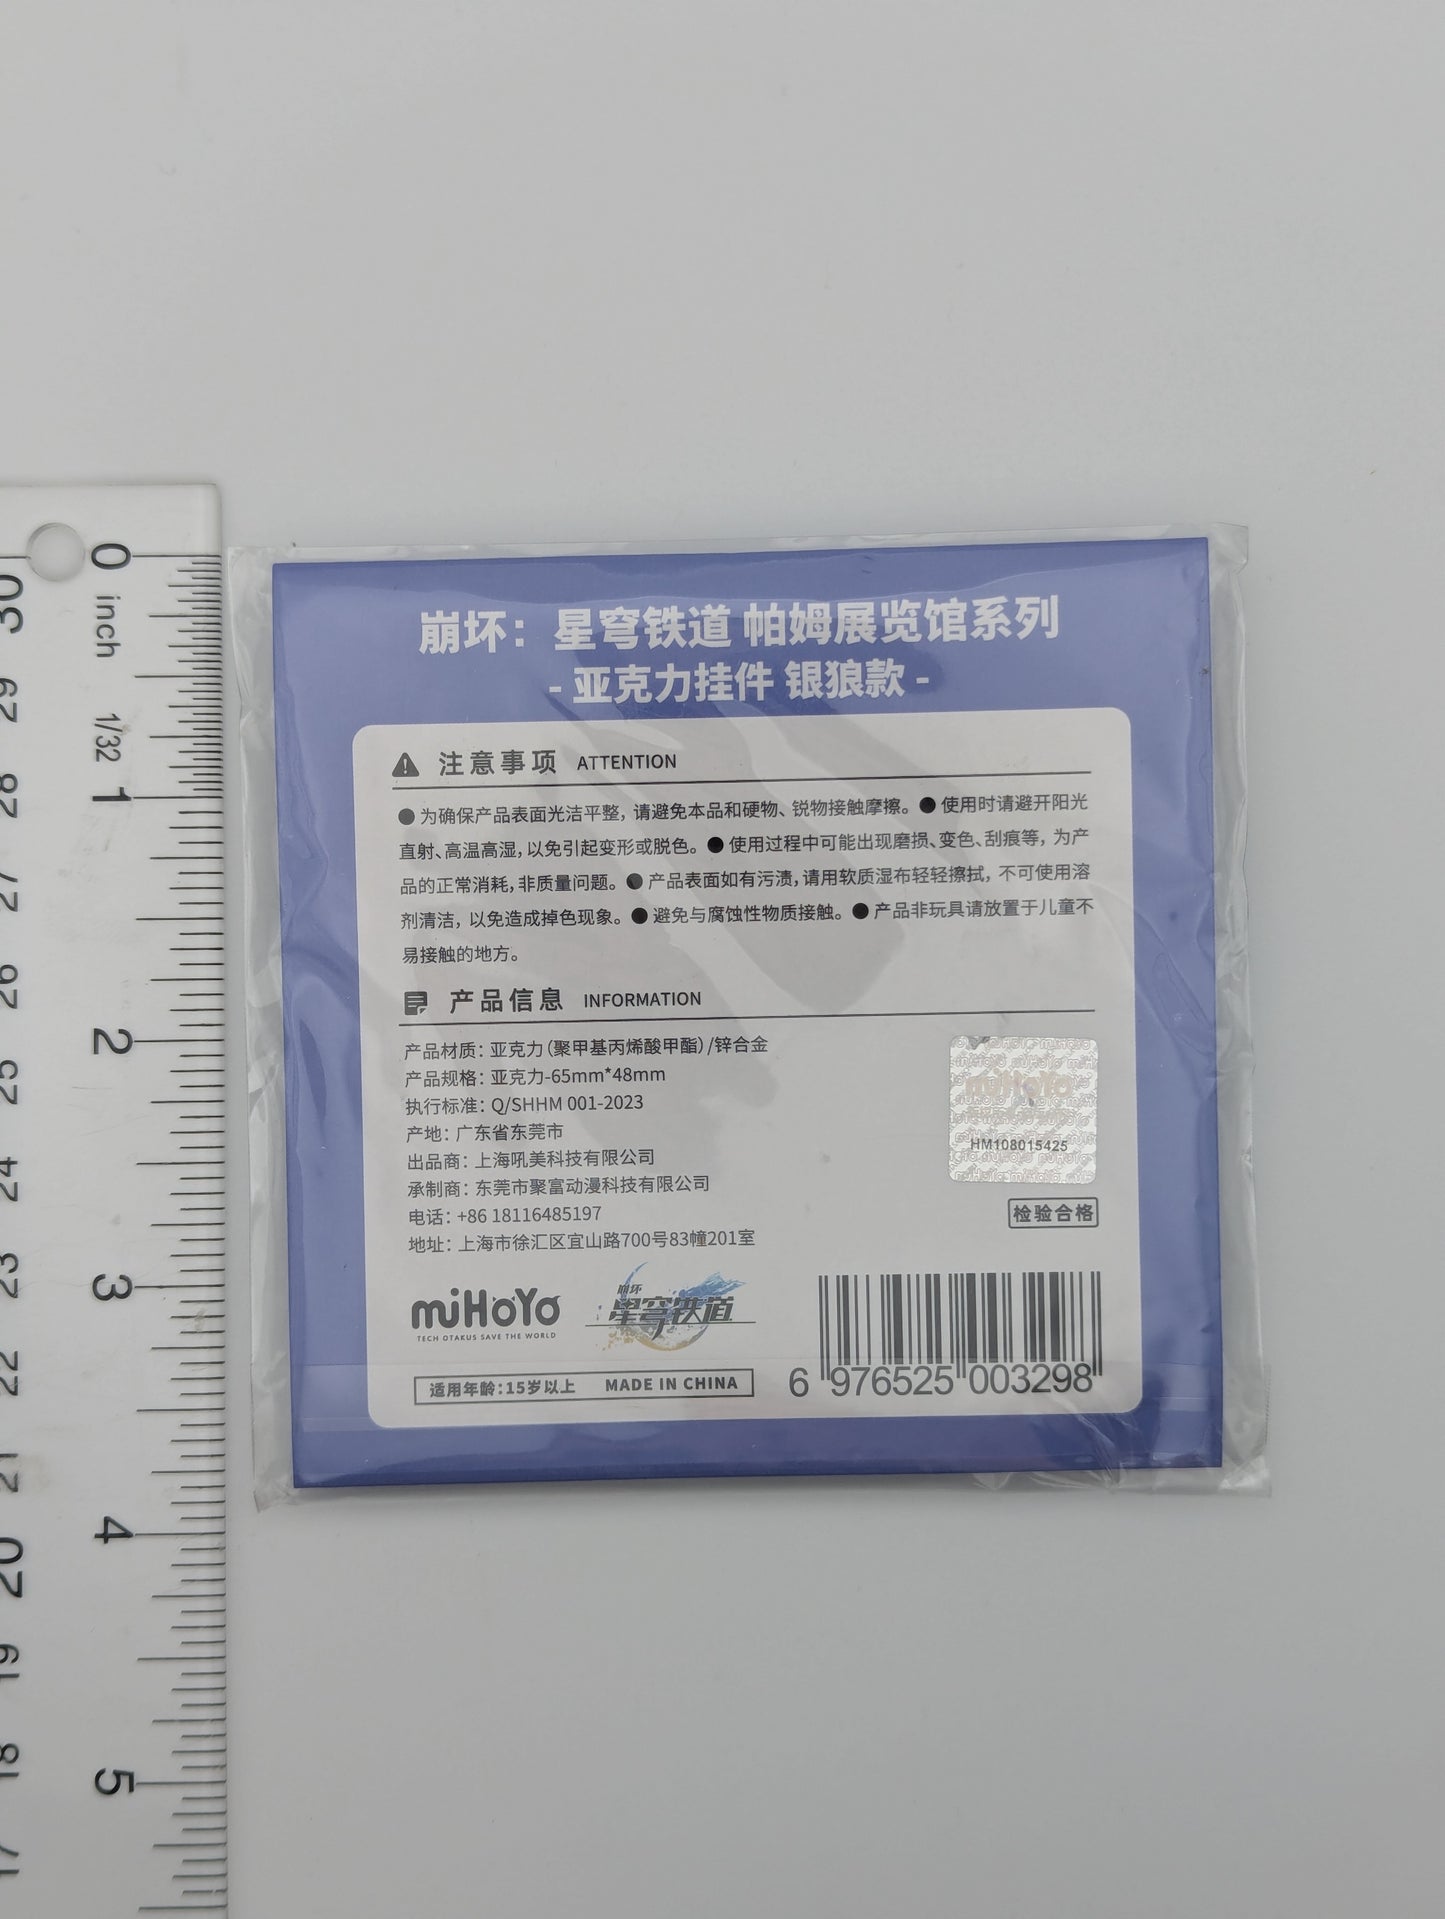 崩坏：星穹铁道 帕姆展览馆系列
- 亚克力挂件 银狼款 -
注意事项 ATTENTION
● 为确保产品表面光洁平整，请避免本品和硬物、锐物接触摩擦。● 使用时请避开阳光
直射、高温高湿，以免引起变形或脱色。● 使用过程中可能出现磨损、变色、刮痕等，为产
品的正常消耗，非质量问题。● 产品表面如有污渍，请用软质湿布轻轻擦拭，不可使用溶
剂清洁，以免造成掉色现象。● 避免与腐蚀性物质接触。● 产品非玩具请放置于儿童不
易接触的地方。
产品信息 INFORMATION
产品材质：亚克力（聚甲基丙烯酸甲酯）/锌合金
产品规格：亚克力-65mm*48mm
执行标准：Q/SHHM 001-2023
产地：广东省东莞市
出品商：上海吼美科技有限公司
承制商：东莞市聚富动漫科技有限公司
电话：+86 18116485197
地址：上海市徐汇区宜山路700号83幢201室
miHoYo
HM108015425
检验合格
miHoYo
TECH OTAKUS SAVE THE WORLD
崩坏
星穹铁道
适用年龄：15岁以上 MADE IN CHINA
6 976525 003298
0 inch 1/32 1 2 3 4 5
30 29 28 27 26 25 24 23 22 21 20 19 18 17